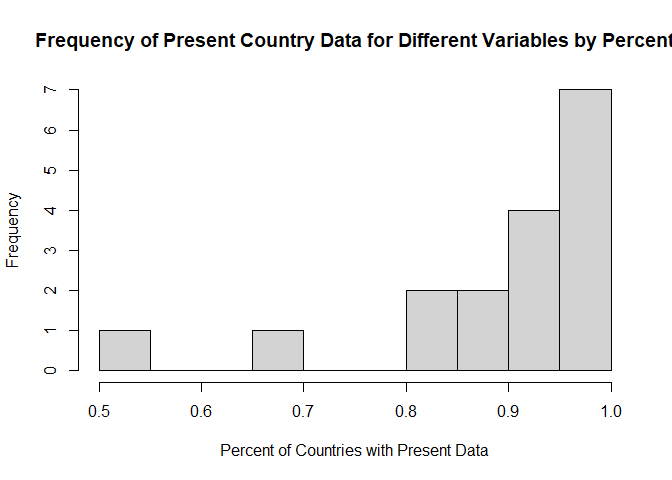 Frequency of Present Country Data for Different Variables by Percent
Frequency
7
6
5
4
3
2
1
0
0.5 0.6 0.7 0.8 0.9 1.0
Percent of Countries with Present Data